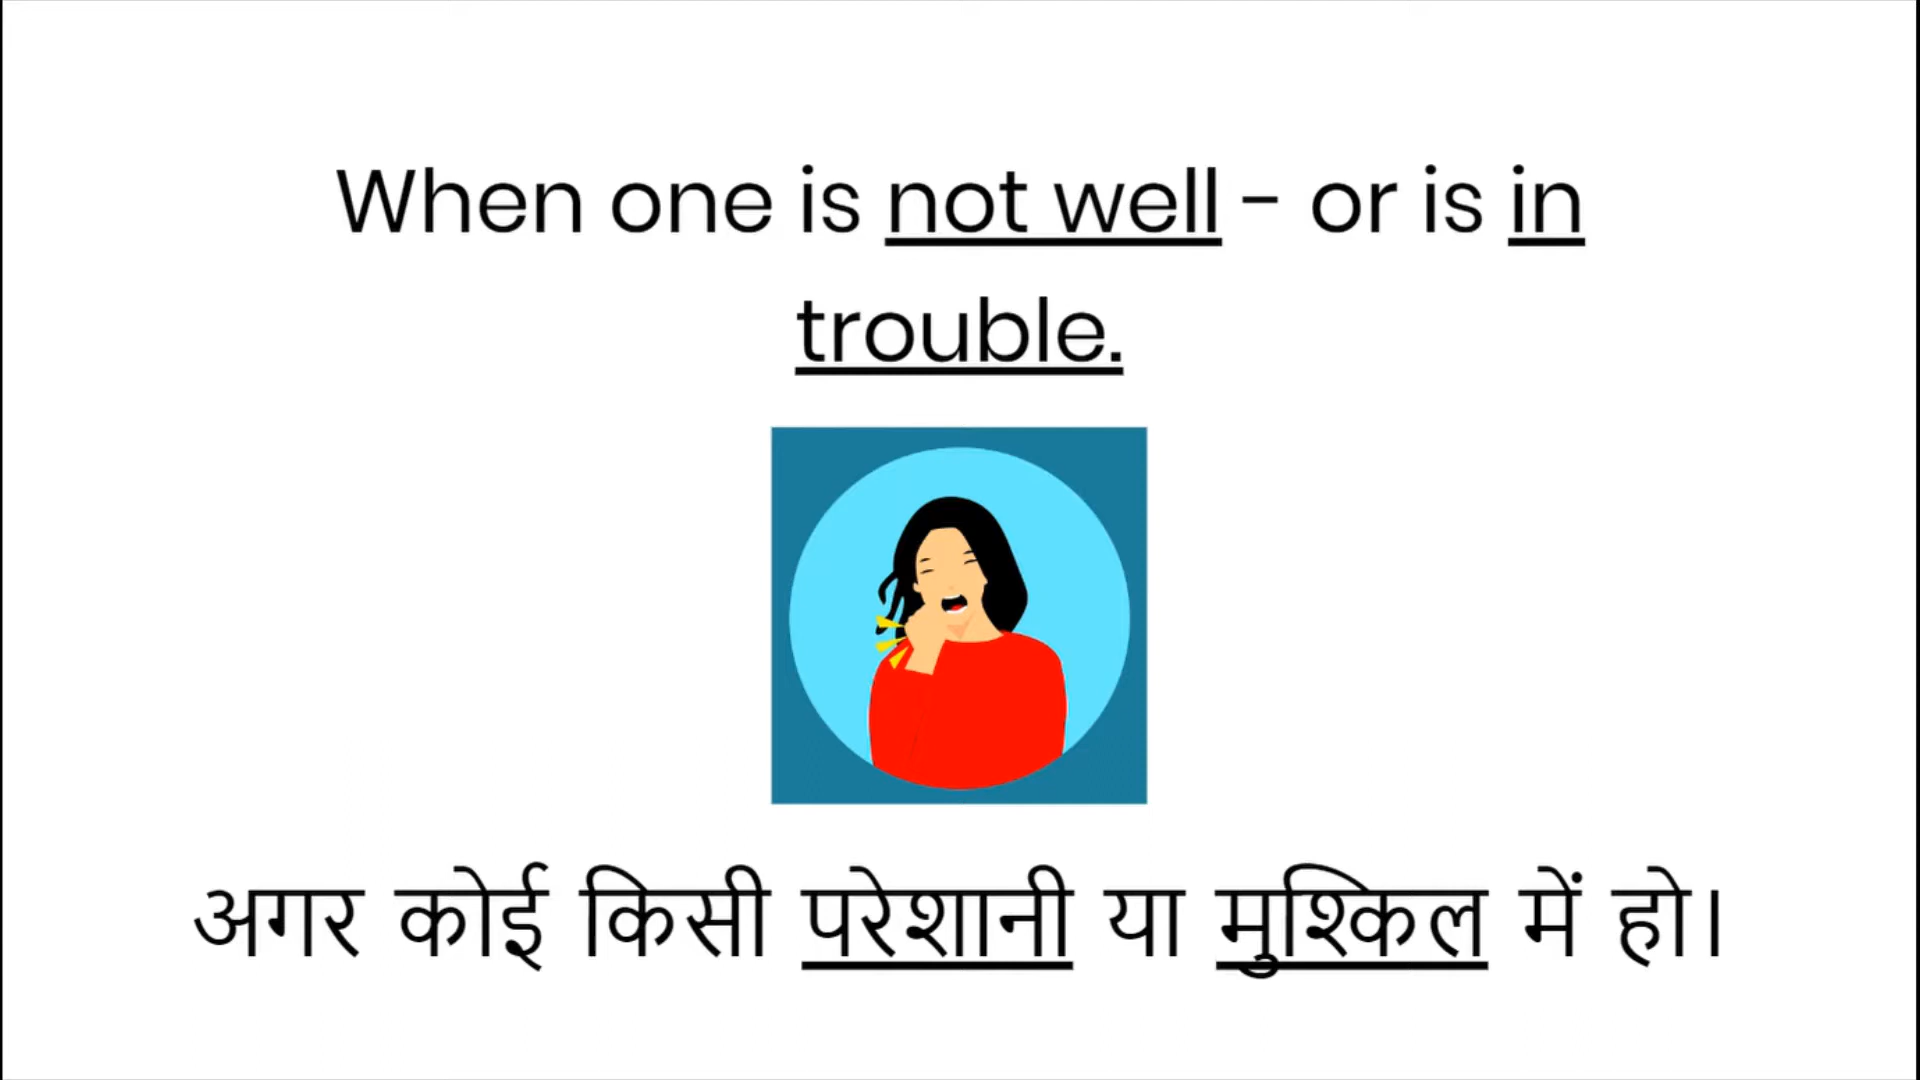 When one is not well - or is in
trouble.
अगर कोई किसी परेशानी या मुश्किल में हो।